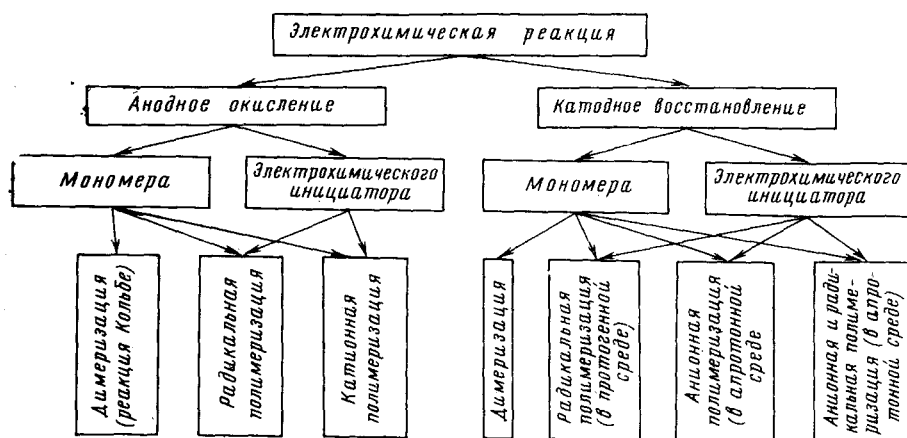 Электрохимическая реакция
Анодное окисление
Катодное восстановление
Мономера
Электрохимического
инициатора
Мономера
Электрохимического
инициатора
Димеризация
(реакция Кольбе)
Радикальная
полимеризация
Катионная
полимеризация
Димеризация
Радикальная
полимеризация
(в протогенной
среде)
Анионная
полимеризация
(в апротонной
среде
Анионная и ради-
кальная полиме-
ризация (в апро-
тонной среде)